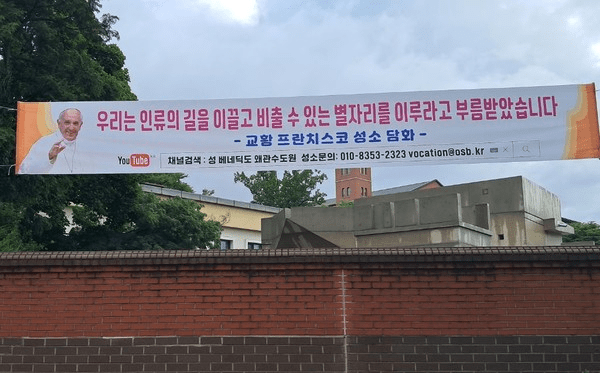 우리는 인류의 길을 이끌고 비출 수 있는 별자리를 이루라고 부름받았습니다
- 교황 프란치스코 성소 담화 -
YouTube 채널검색 : 성 베네딕도 왜관수도원 성소문의: 010-8353-2323 vocation@osb.kr